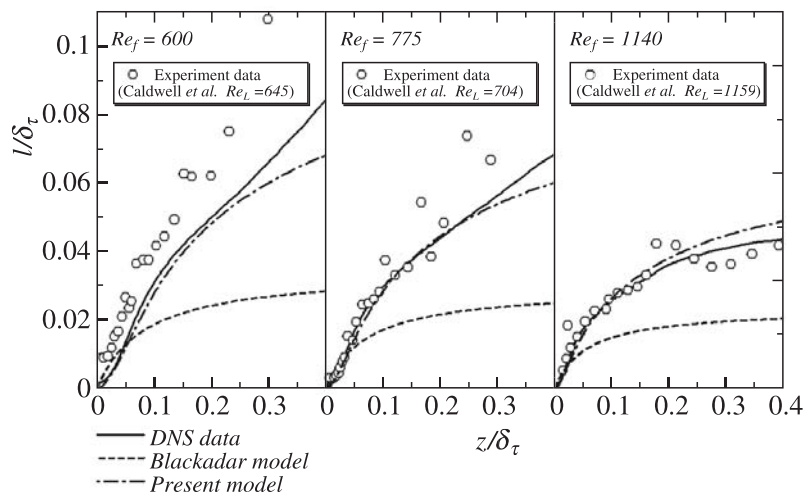 0.1
0.08
0.06
0.04
0.02
0
l/δτ
Re_f = 600
Experiment data
(Caldwell et al. Re_L =645)
Re_f = 775
Experiment data
(Caldwell et al. Re_L =704)
Re_f = 1140
Experiment data
(Caldwell et al. Re_L =1159)
0 0.1 0.2 0.3 0 0.1 0.2 0.3 0 0.1 0.2 0.3 0.4
z/δτ
DNS data
Blackadar model
Present model